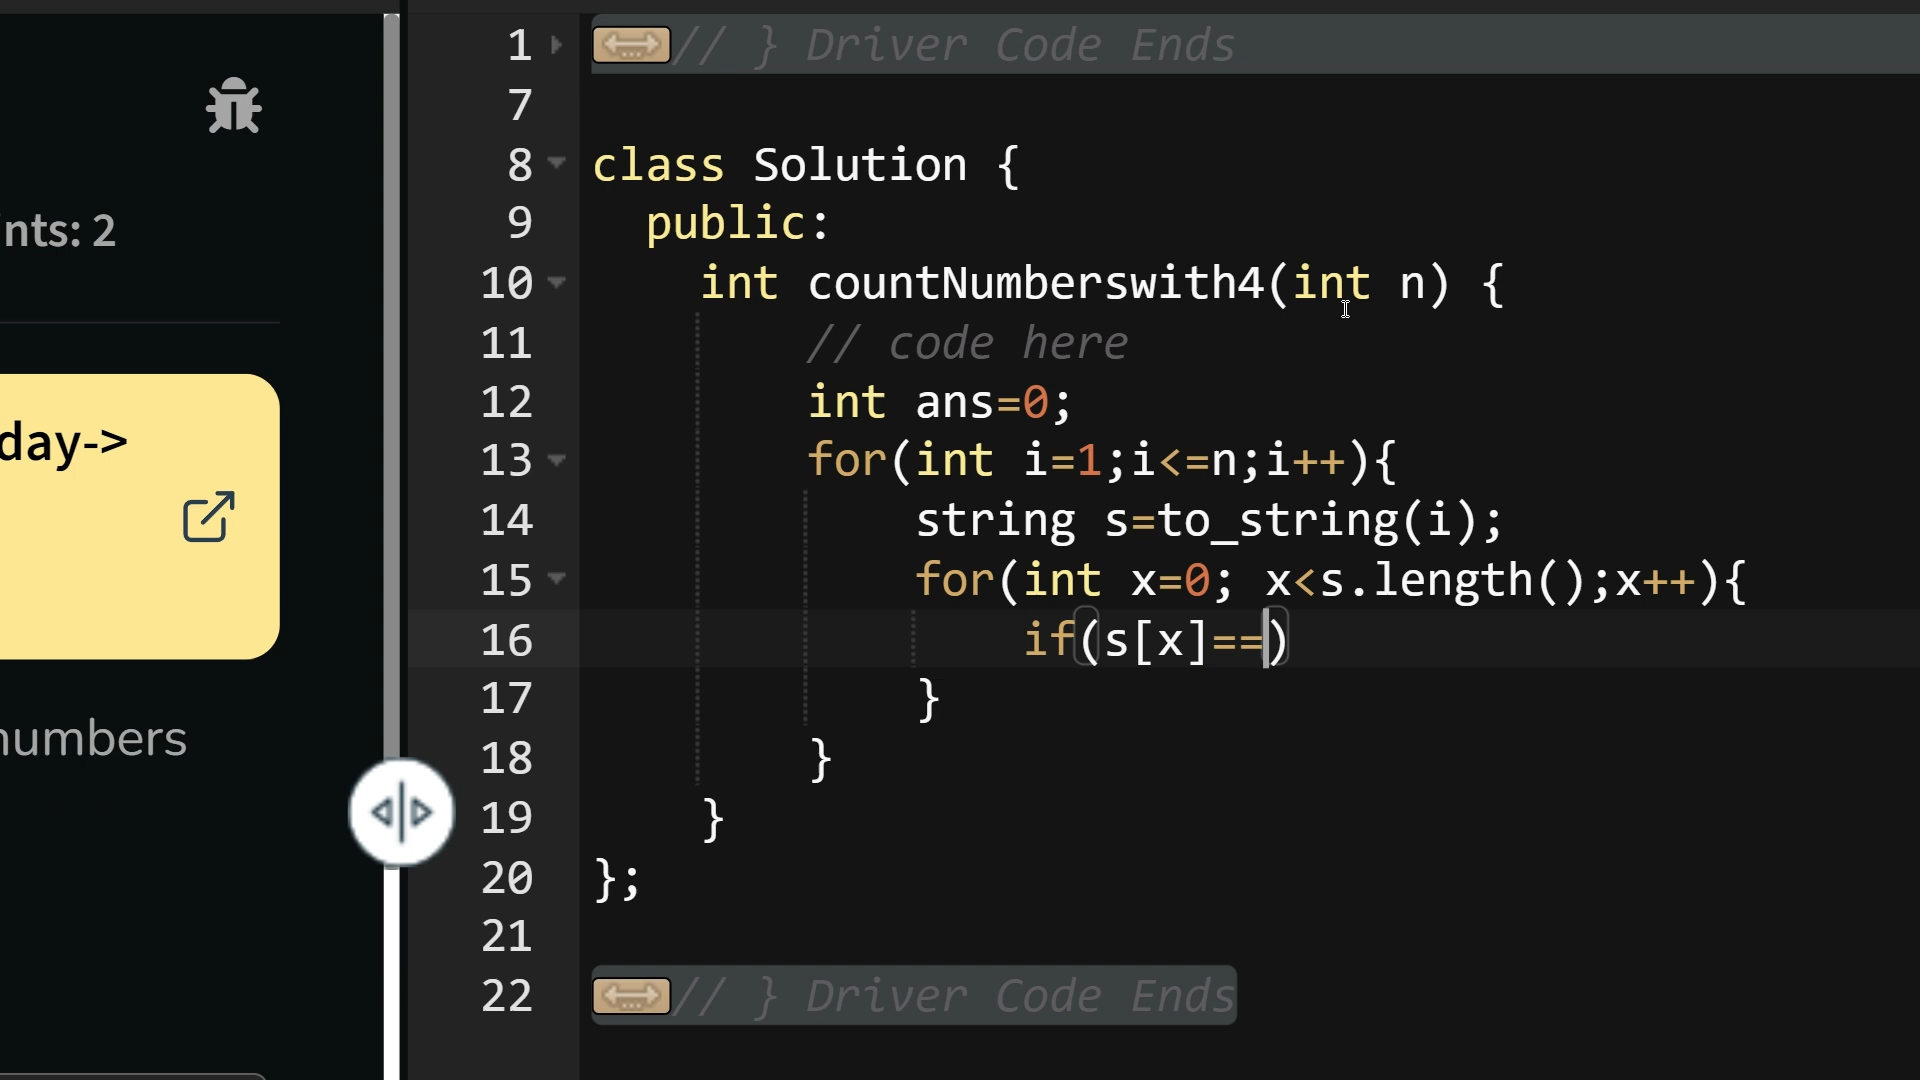 nts: 2
day->
numbers
1 // } Driver Code Ends
7
8 class Solution {
9 public:
10 int countNumberswith4(int n) {
11 // code here
12 int ans=0;
13 for(int i=1;i<=n;i++){
14 string s=to_string(i);
15 for(int x=0; x<s.length();x++){
16 if(s[x]==)
17 }
18 }
19 }
20 };
21
22 // } Driver Code Ends